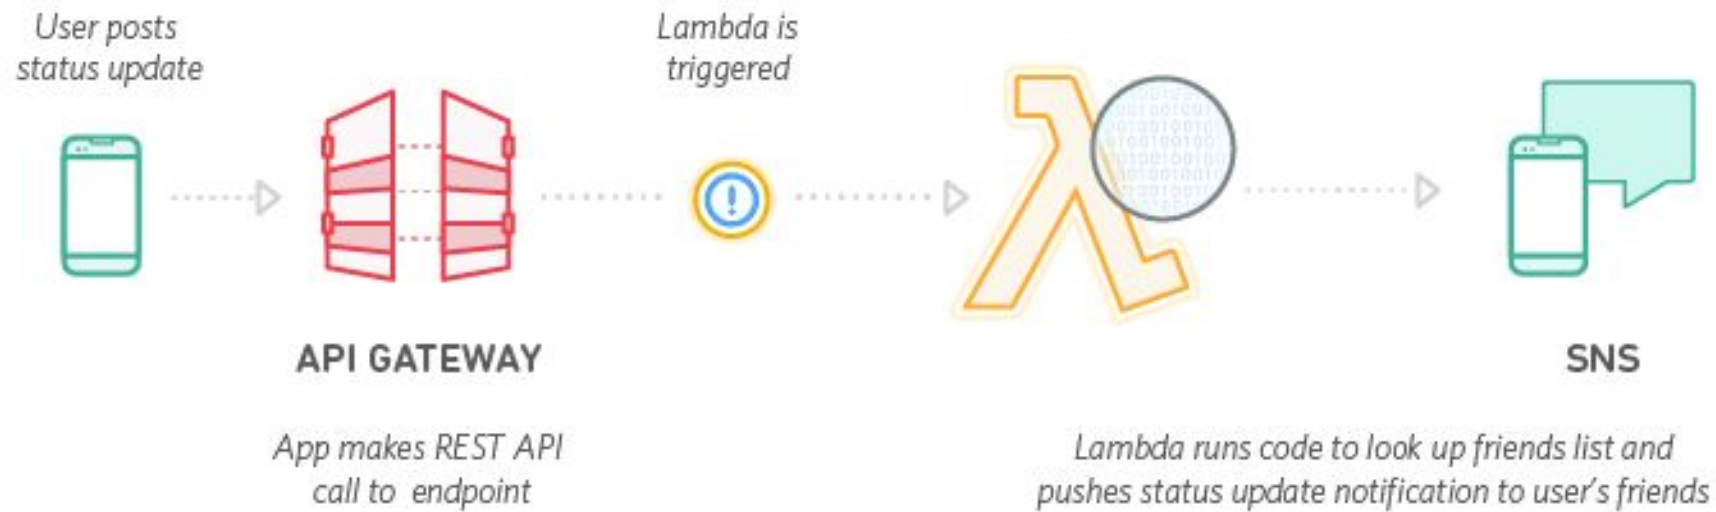 User posts
status update
Lambda is
triggered
API GATEWAY
SNS
App makes REST API
call to endpoint
Lambda runs code to look up friends list and
pushes status update notification to user's friends